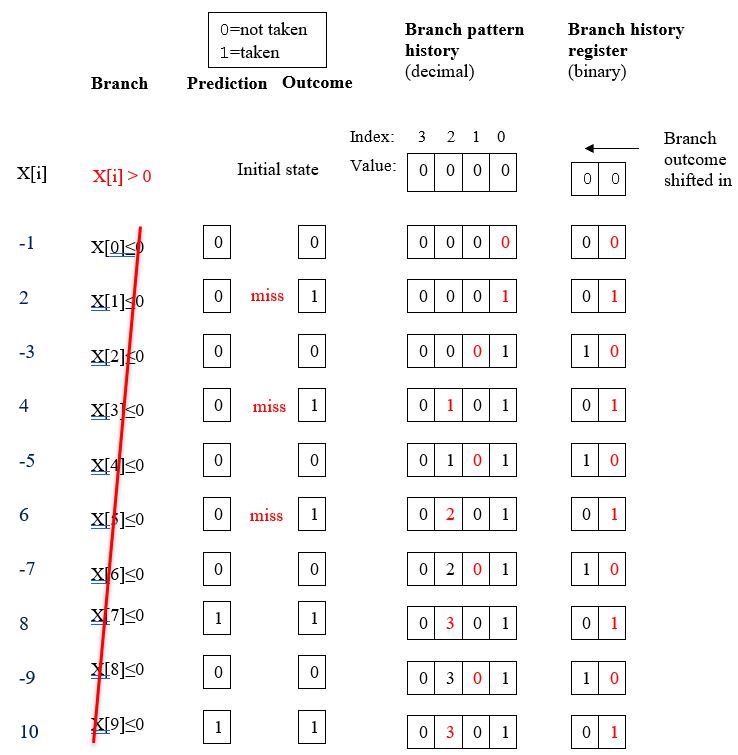 0=not taken
1=taken
Branch Prediction Outcome
Branch pattern
history
(decimal)
Branch history
register
(binary)
Index: 3 2 1 0
X[i] X[i] > 0 Initial state Value: 0 0 0 0 0 0
Branch
outcome
shifted in
-1 X[0]≤0 0 0 0 0 0 0 0 0
2 X[1]≤0 0 miss 1 0 0 0 1 0 1
-3 X[2]≤0 0 0 0 0 0 1 1 0
4 X[3]≤0 0 miss 1 0 1 0 1 0 1
-5 X[4]≤0 0 0 0 1 0 1 1 0
6 X[5]≤0 0 miss 1 0 2 0 1 0 1
-7 X[6]≤0 0 0 0 2 0 1 1 0
8 X[7]≤0 1 1 0 3 0 1 0 1
-9 X[8]≤0 0 0 0 3 0 1 1 0
10 X[9]≤0 1 1 0 3 0 1 0 1